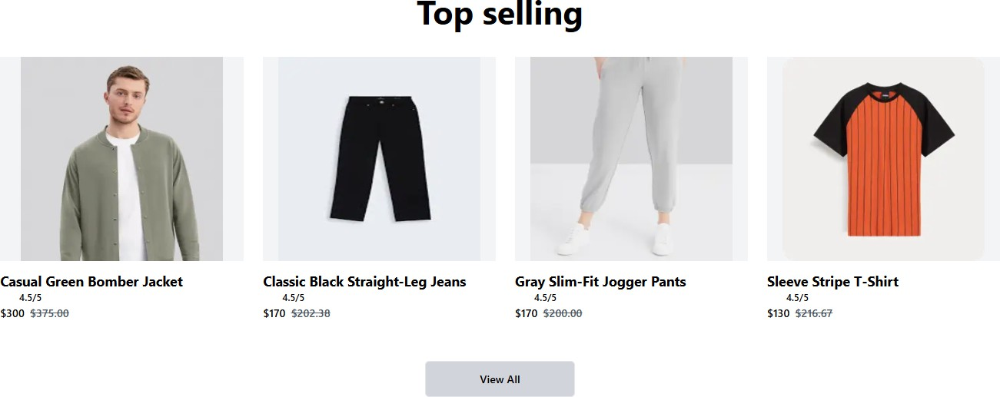 Top selling
Casual Green Bomber Jacket
4.5/5
$300 $375.00
Classic Black Straight-Leg Jeans
4.5/5
$170 $202.38
Gray Slim-Fit Jogger Pants
4.5/5
$170 $200.00
Sleeve Stripe T-Shirt
4.5/5
$130 $216.67
View All